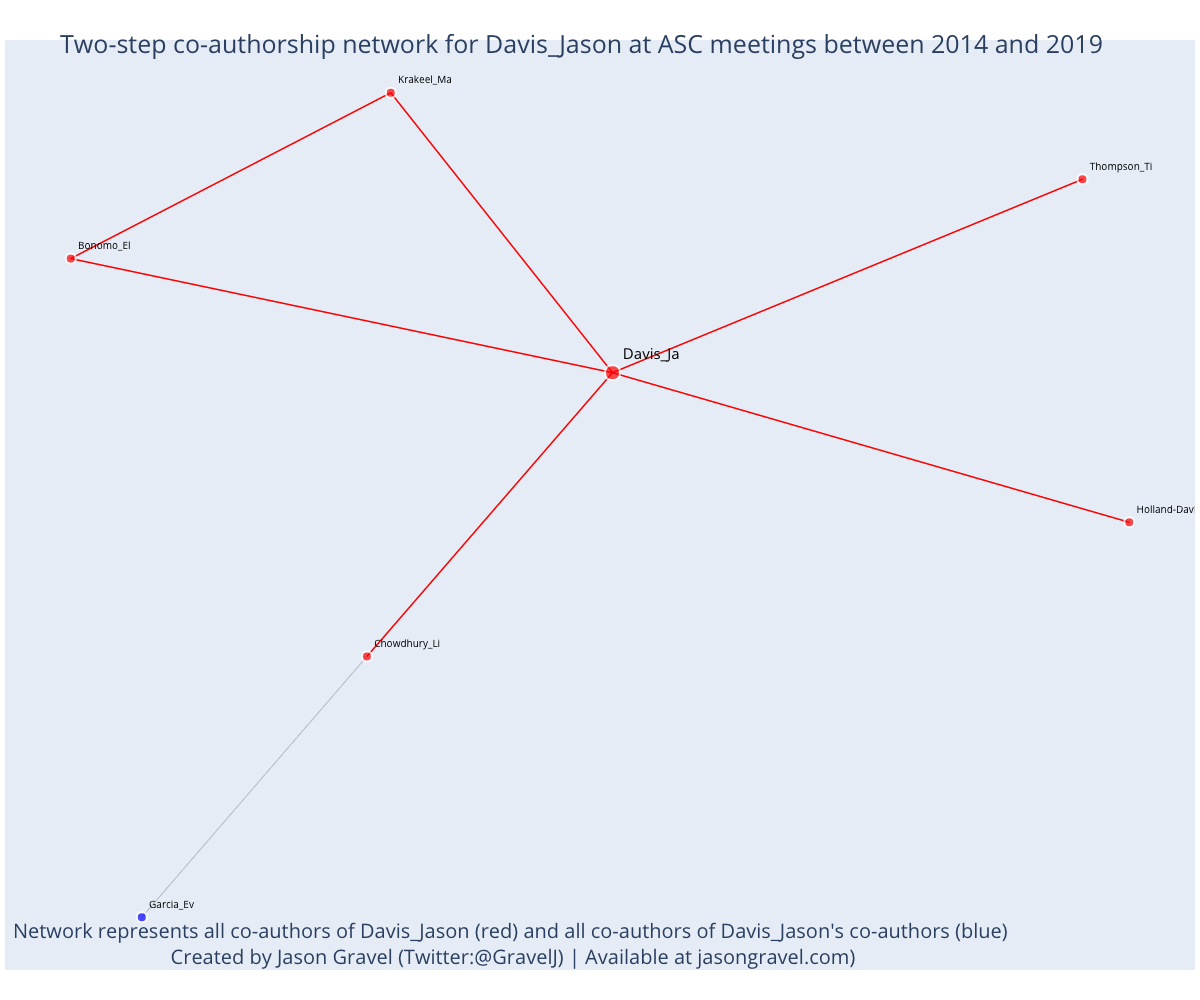 Two-step co-authorship network for Davis_Jason at ASC meetings between 2014 and 2019
Krakeel_Ma
Thompson_Ti
Bonomo_El
Davis_Ja
Holland-Davi
Chowdhury_Li
Garcia_Ev
Network represents all co-authors of Davis_Jason (red) and all co-authors of Davis_Jason's co-authors (blue)
Created by Jason Gravel (Twitter:@GravelJ) | Available at jasongravel.com)